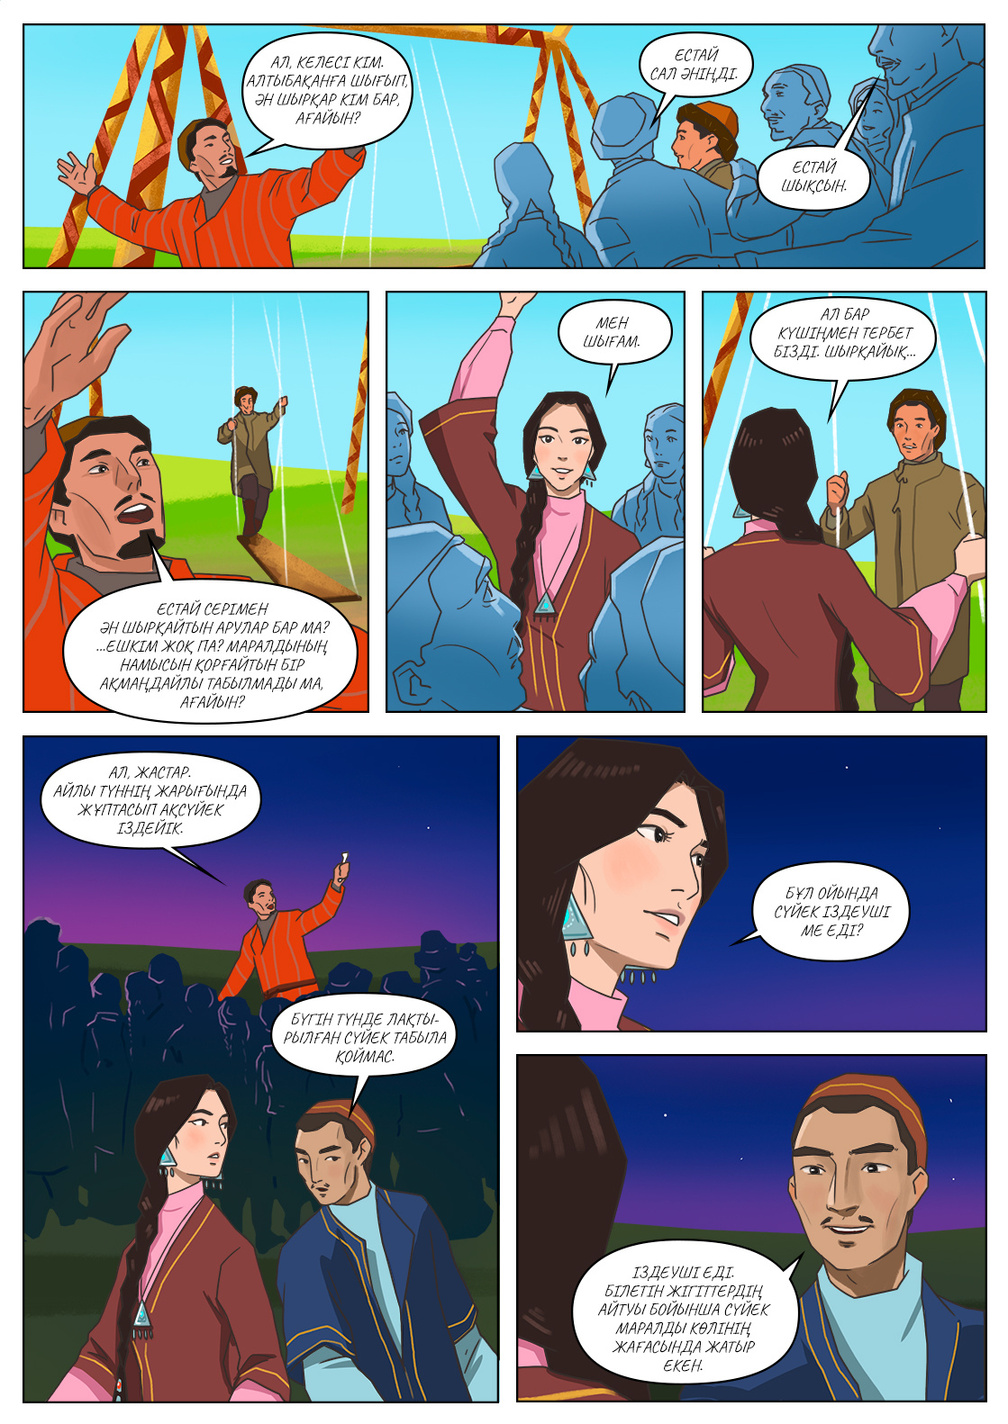 АЛ, КЕЛЕСІ КІМ.
АЛТЫБАҚАНҒА ШЫҒЫП,
ӘН ШЫРҚАР КІМ БАР,
АҒАЙЫН?
ЕСТАЙ
САЛ ӘНІҢДІ.
ЕСТАЙ
ШЫҚСЫН.
ЕСТАЙ СЕРІМЕН
ӘН ШЫРҚАЙТЫН АРУЛАР БАР МА?
...ЕШКІМ ЖОҚ ПА? МАРАЛДЫНЫҢ
НАМЫСЫН ҚОРҒАЙТЫН БІР
АҚМАҢДАЙЛЫ ТАБЫЛМАДЫ МА,
АҒАЙЫН?
МЕН
ШЫҒАМ.
АЛ БАР
КҮШІҢМЕН ТЕРБЕТ
БІЗДІ. ШЫРҚАЙЫҚ...
АЛ, ЖАСТАР.
АЙЛЫ ТҮННІҢ ЖАРЫҒЫНДА
ЖҰПТАСЫП АҚСҮЙЕК
ІЗДЕЙІК.
БҮГІН ТҮНДЕ ЛАҚТЫ-
РЫЛҒАН СҮЙЕК ТАБЫЛА
ҚОЙМАС.
БҰЛ ОЙЫНДА
СҮЙЕК ІЗДЕУШІ
МЕ ЕДІ?
ІЗДЕУШІ ЕДІ.
БІЛЕТІН ЖІГІТТЕРДІҢ
АЙТУЫ БОЙЫНША СҮЙЕК
МАРАЛДЫ КӨЛІНІҢ
ЖАҒАСЫНДА ЖАТЫР
ЕКЕН.